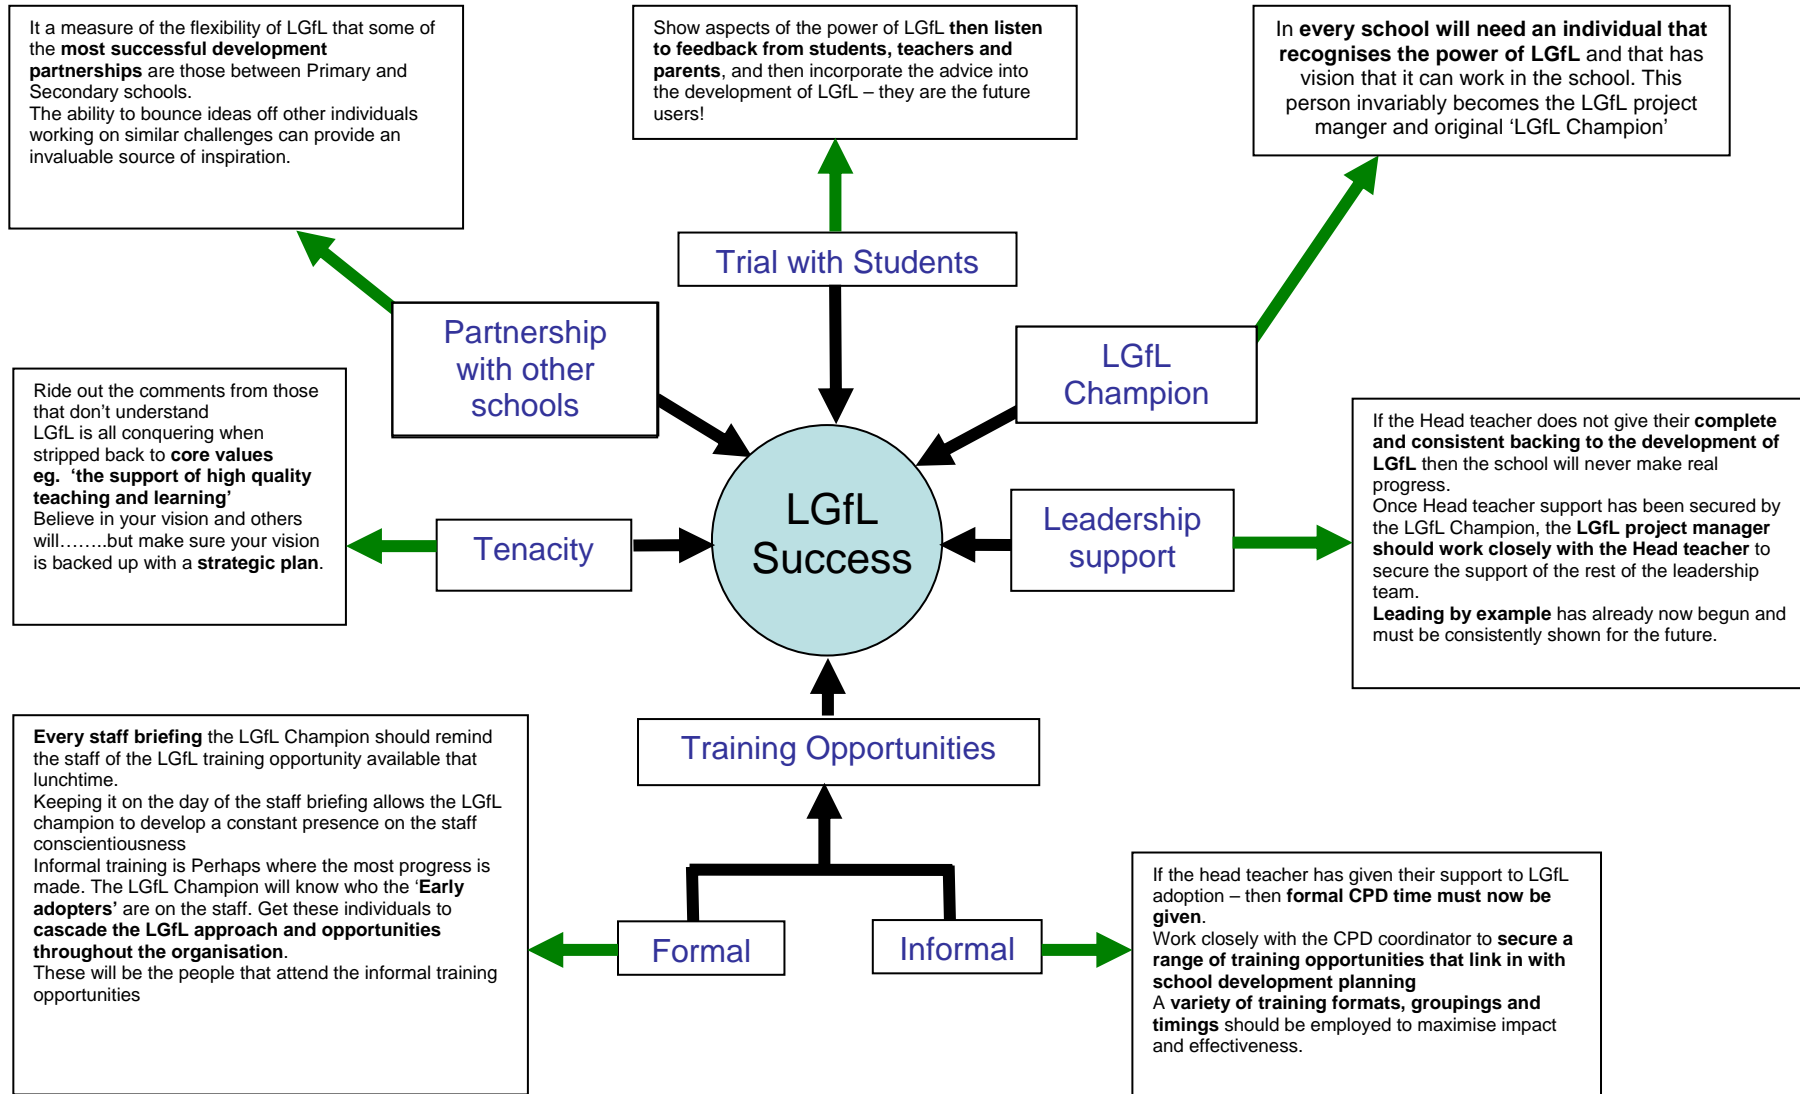 It a measure of the flexibility of LGfL that some of
the most successful development
partnerships are those between Primary and
Secondary schools.
The ability to bounce ideas off other individuals
working on similar challenges can provide an
invaluable source of inspiration.
Show aspects of the power of LGfL then listen
to feedback from students, teachers and
parents, and then incorporate the advice into
the development of LGfL – they are the future
users!
In every school will need an individual that
recognises the power of LGfL and that has
vision that it can work in the school. This
person invariably becomes the LGfL project
manger and original ‘LGfL Champion’
Trial with Students
Partnership
with other
schools
LGfL
Champion
Ride out the comments from those
that don’t understand
LGfL is all conquering when
stripped back to core values
eg. ‘the support of high quality
teaching and learning’
Believe in your vision and others
will……..but make sure your vision
is backed up with a strategic plan.
Tenacity
LGfL
Success
Leadership
support
If the Head teacher does not give their complete
and consistent backing to the development of
LGfL then the school will never make real
progress.
Once Head teacher support has been secured by
the LGfL Champion, the LGfL project manager
should work closely with the Head teacher to
secure the support of the rest of the leadership
team.
Leading by example has already now begun and
must be consistently shown for the future.
Training Opportunities
Every staff briefing the LGfL Champion should remind
the staff of the LGfL training opportunity available that
lunchtime.
Keeping it on the day of the staff briefing allows the LGfL
champion to develop a constant presence on the staff
conscientiousness
Informal training is Perhaps where the most progress is
made. The LGfL Champion will know who the ‘Early
adopters’ are on the staff. Get these individuals to
cascade the LGfL approach and opportunities
throughout the organisation.
These will be the people that attend the informal training
opportunities
Formal
Informal
If the head teacher has given their support to LGfL
adoption – then formal CPD time must now be
given.
Work closely with the CPD coordinator to secure a
range of training opportunities that link in with
school development planning
A variety of training formats, groupings and
timings should be employed to maximise impact
and effectiveness.